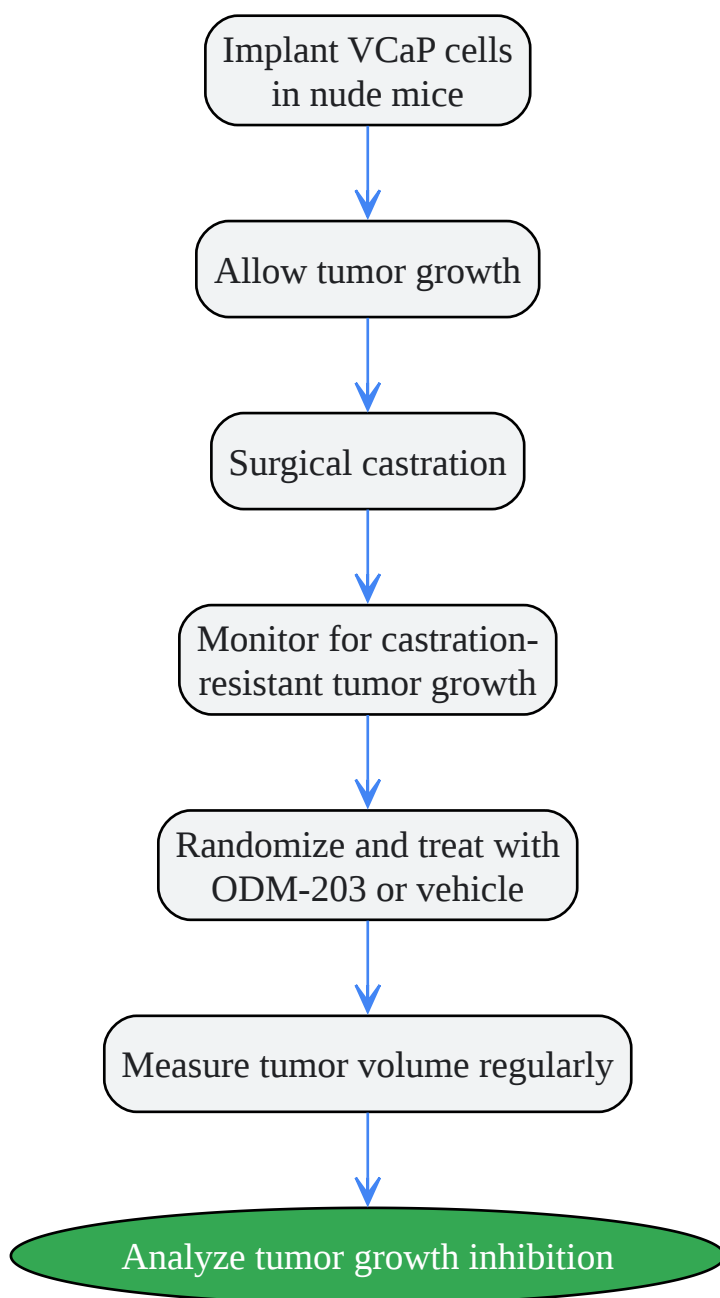 Implant VCaP cells
in nude mice
Allow tumor growth
Surgical castration
Monitor for castration-
resistant tumor growth
Randomize and treat with
ODM-203 or vehicle
Measure tumor volume regularly
Analyze tumor growth inhibition